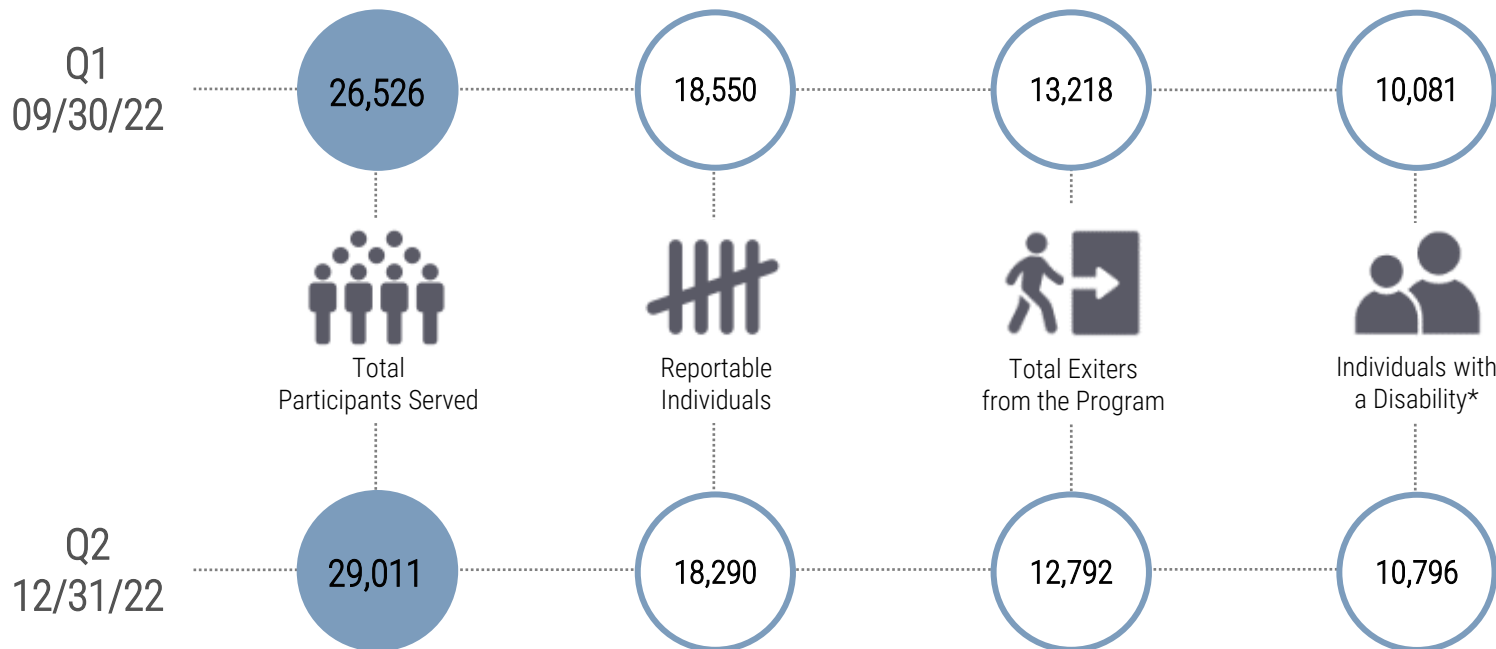 Q1
09/30/22
26,526
18,550
13,218
10,081
Total
Participants Served
Reportable
Individuals
Total Exiters
from the Program
Individuals with
a Disability*
Q2
12/31/22
29,011
18,290
12,792
10,796